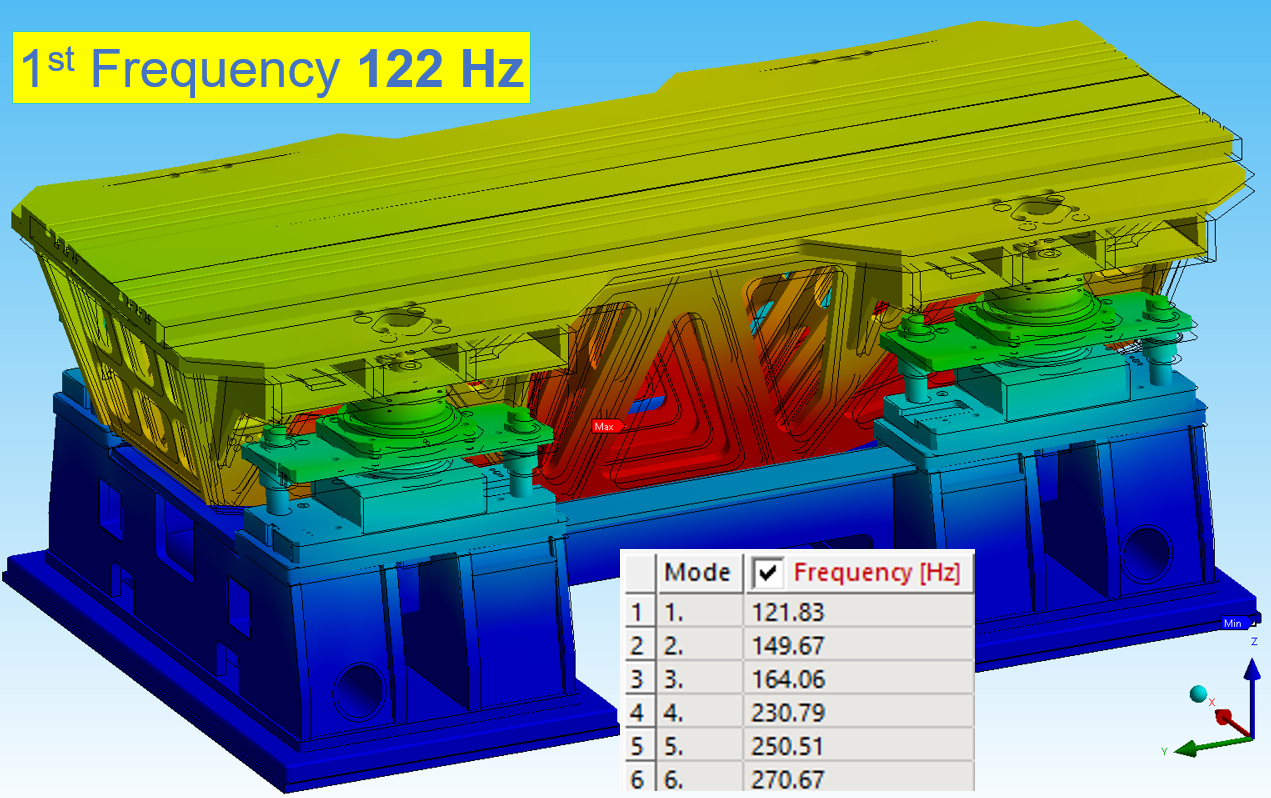 1st Frequency 122 Hz
Max
Mode Frequency [Hz]
1 1. 121.83
2 2. 149.67
3 3. 164.06
4 4. 230.79
5 5. 250.51
6 6. 270.67
Min
Z
X
Y